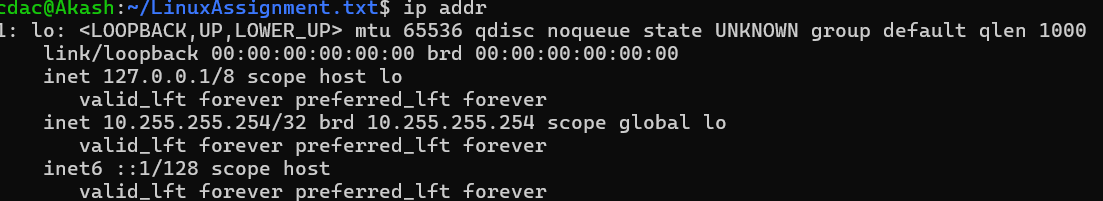 cdac@Akash:~/LinuxAssignment.txt$ ip addr
1: lo: <LOOPBACK,UP,LOWER_UP> mtu 65536 qdisc noqueue state UNKNOWN group default qlen 1000
    link/loopback 00:00:00:00:00:00 brd 00:00:00:00:00:00
    inet 127.0.0.1/8 scope host lo
       valid_lft forever preferred_lft forever
    inet 10.255.255.254/32 brd 10.255.255.254 scope global lo
       valid_lft forever preferred_lft forever
    inet6 ::1/128 scope host
       valid_lft forever preferred_lft forever